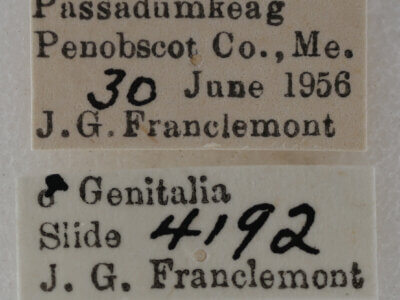 Passadumkeag
Penobscot Co., Me.
30 June 1956
J.G. Franclemont
♂ Genitalia
Slide 4192
J. G. Franclemont